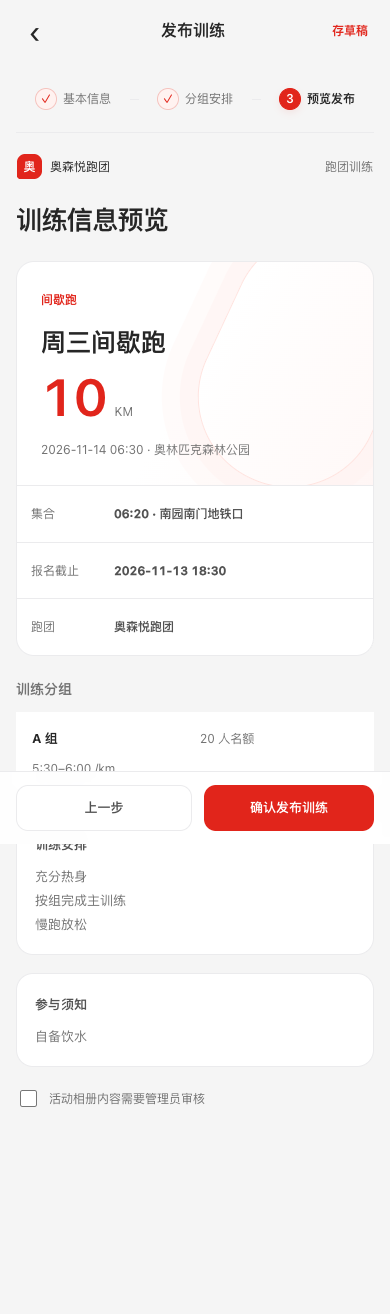 ‹
发布训练
存草稿
基本信息
分组安排
3 预览发布
奥 奥森悦跑团
跑团训练
训练信息预览
间歇跑
周三间歇跑
10 KM
2026-11-14 06:30 · 奥林匹克森林公园
集合 06:20 · 南园南门地铁口
报名截止 2026-11-13 18:30
跑团 奥森悦跑团
训练分组
A 组 20 人名额
5:30–6:00 /km
上一步 确认发布训练
训练安排
充分热身
按组完成主训练
慢跑放松
参与须知
自备饮水
活动相册内容需要管理员审核